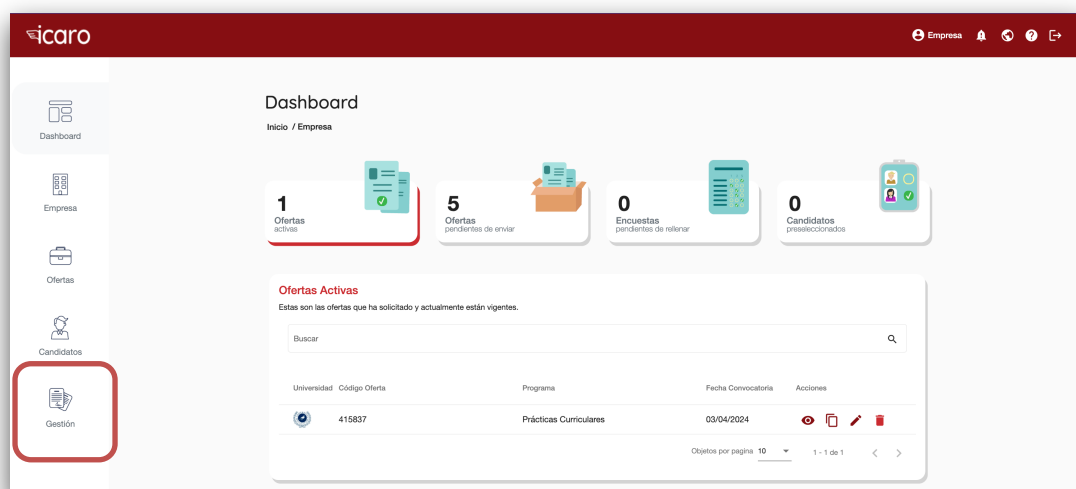 icaro
Empresa
Dashboard
Empresa
Ofertas
Candidatos
Gestión
Dashboard
Inicio / Empresa
1
Ofertas
activas
5
Ofertas
pendientes de enviar
0
Encuestas
pendientes de rellenar
0
Candidatos
preseleccionados
Ofertas Activas
Estas son las ofertas que ha solicitado y actualmente están vigentes.
Buscar
Universidad Código Oferta Programa Fecha Convocatoria Acciones
415837 Prácticas Curriculares 03/04/2024
Objetos por pagina 10 1 - 1 de 1